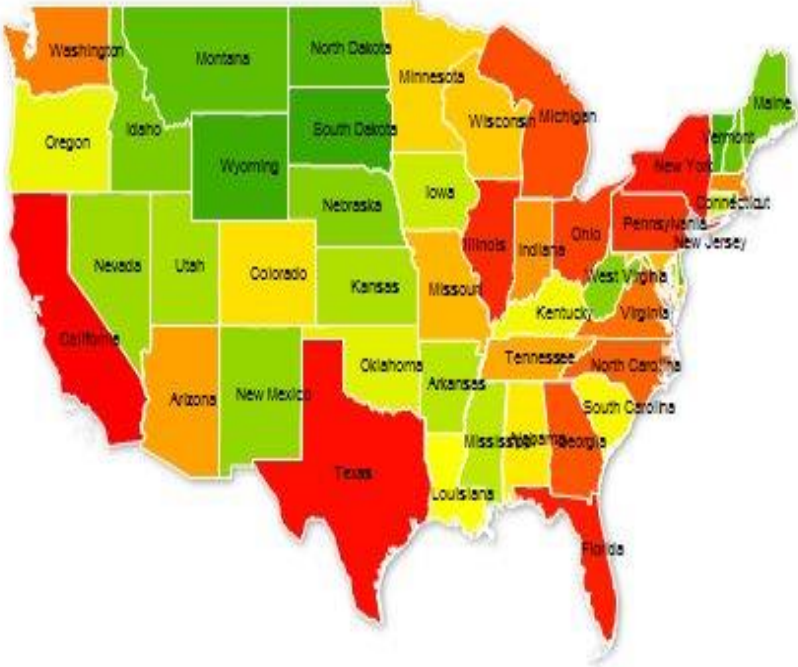 Washington
Montana
North Dakota
Minnesota
Maine
Idaho
Oregon
South Dakota
Wisconsin
Michigan
Vermont
Wyoming
New York
Iowa
Connecticut
Nebraska
Pennsylvania
Illinois
Indiana
Ohio
New Jersey
Nevada
Utah
Colorado
Kansas
Missouri
West Virginia
Kentucky
Virginia
California
Oklahoma
Tennessee
North Carolina
Arizona
New Mexico
Arkansas
South Carolina
Mississippi
Alabama
Georgia
Texas
Louisiana
Florida